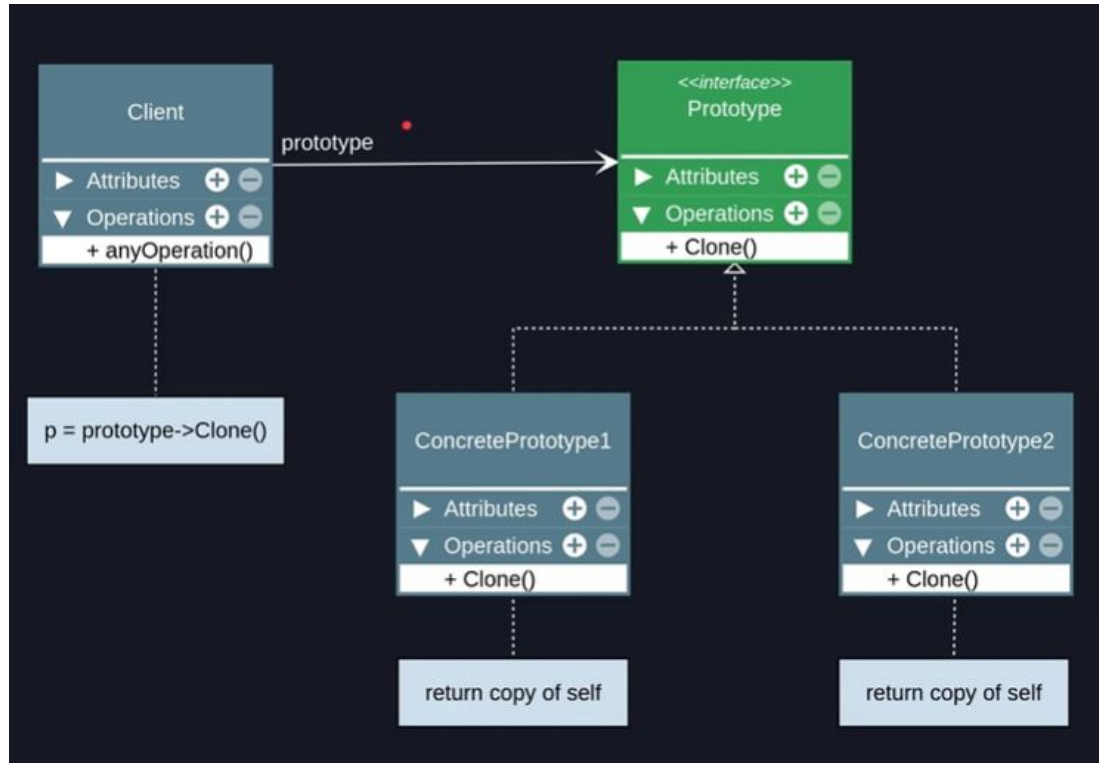 Client
Attributes
Operations
+ anyOperation()
prototype
<<interface>>
Prototype
Attributes
Operations
+ Clone()
p = prototype->Clone()
ConcretePrototype1
Attributes
Operations
+ Clone()
return copy of self
ConcretePrototype2
Attributes
Operations
+ Clone()
return copy of self